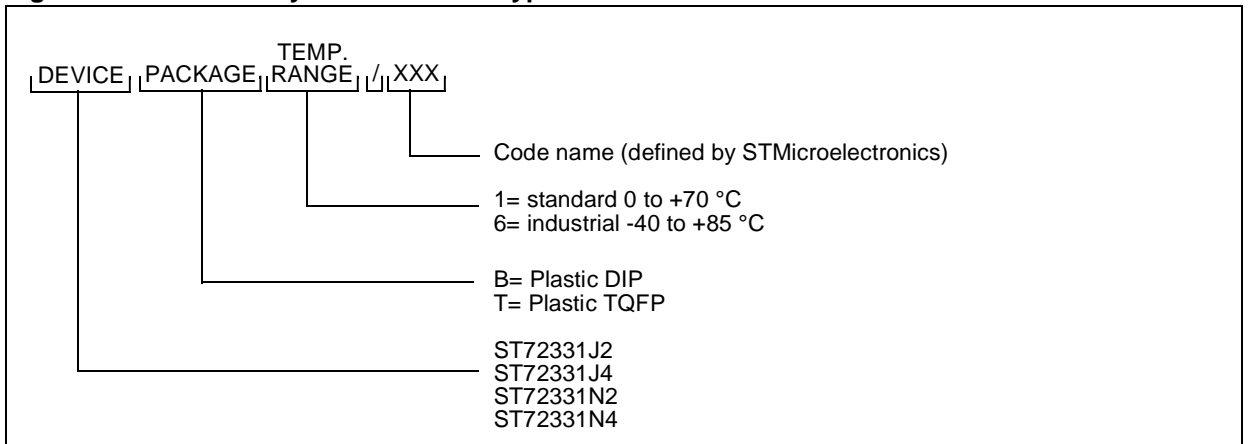 TEMP.
DEVICE PACKAGE RANGE / XXX
Code name (defined by STMicroelectronics)
1= standard 0 to +70 °C
6= industrial -40 to +85 °C
B= Plastic DIP
T= Plastic TQFP
ST72331J2
ST72331J4
ST72331N2
ST72331N4